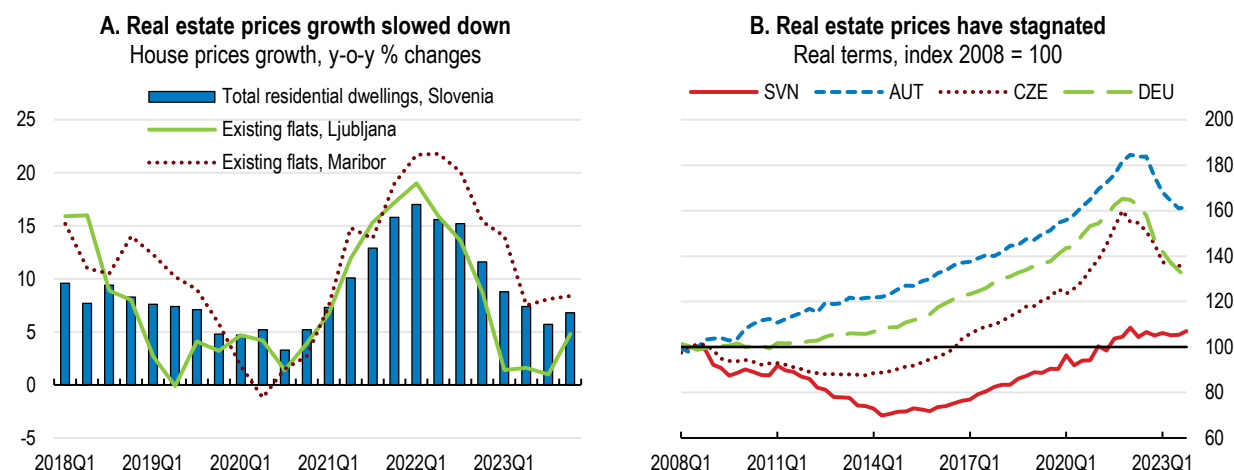 A. Real estate prices growth slowed down
House prices growth, y-o-y % changes
Total residential dwellings, Slovenia
Existing flats, Ljubljana
Existing flats, Maribor
25
20
15
10
5
0
-5
2018Q1 2019Q1 2020Q1 2021Q1 2022Q1 2023Q1
B. Real estate prices have stagnated
Real terms, index 2008 = 100
SVN AUT CZE DEU
200
180
160
140
120
100
80
60
2008Q1 2011Q1 2014Q1 2017Q1 2020Q1 2023Q1